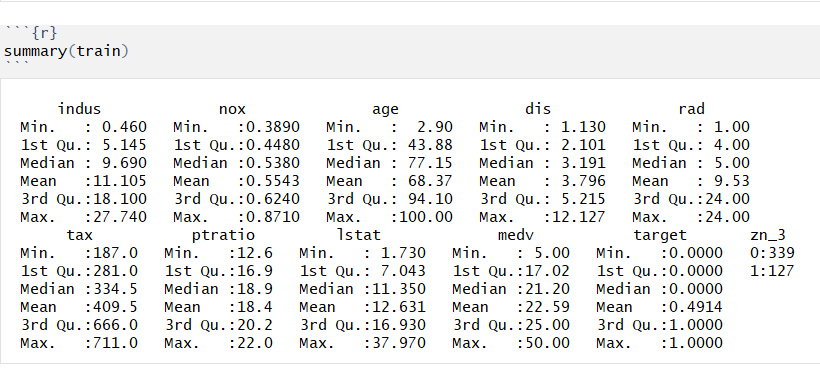 ```{r}
summary(train)
```
indus nox age dis rad
Min. : 0.460 Min. :0.3890 Min. : 2.90 Min. : 1.130 Min. : 1.00
1st Qu.: 5.145 1st Qu.:0.4480 1st Qu.: 43.88 1st Qu.: 2.101 1st Qu.: 4.00
Median : 9.690 Median :0.5380 Median : 77.15 Median : 3.191 Median : 5.00
Mean :11.105 Mean :0.5543 Mean : 68.37 Mean : 3.796 Mean : 9.53
3rd Qu.:18.100 3rd Qu.:0.6240 3rd Qu.: 94.10 3rd Qu.: 5.215 3rd Qu.:24.00
Max. :27.740 Max. :0.8710 Max. :100.00 Max. :12.127 Max. :24.00
tax ptratio lstat medv target zn_3
Min. :187.0 Min. :12.6 Min. : 1.730 Min. : 5.00 Min. :0.0000 0:339
1st Qu.:281.0 1st Qu.:16.9 1st Qu.: 7.043 1st Qu.:17.02 1st Qu.:0.0000 1:127
Median :334.5 Median :18.9 Median :11.350 Median :21.20 Median :0.0000
Mean :409.5 Mean :18.4 Mean :12.631 Mean :22.59 Mean :0.4914
3rd Qu.:666.0 3rd Qu.:20.2 3rd Qu.:16.930 3rd Qu.:25.00 3rd Qu.:1.0000
Max. :711.0 Max. :22.0 Max. :37.970 Max. :50.00 Max. :1.0000